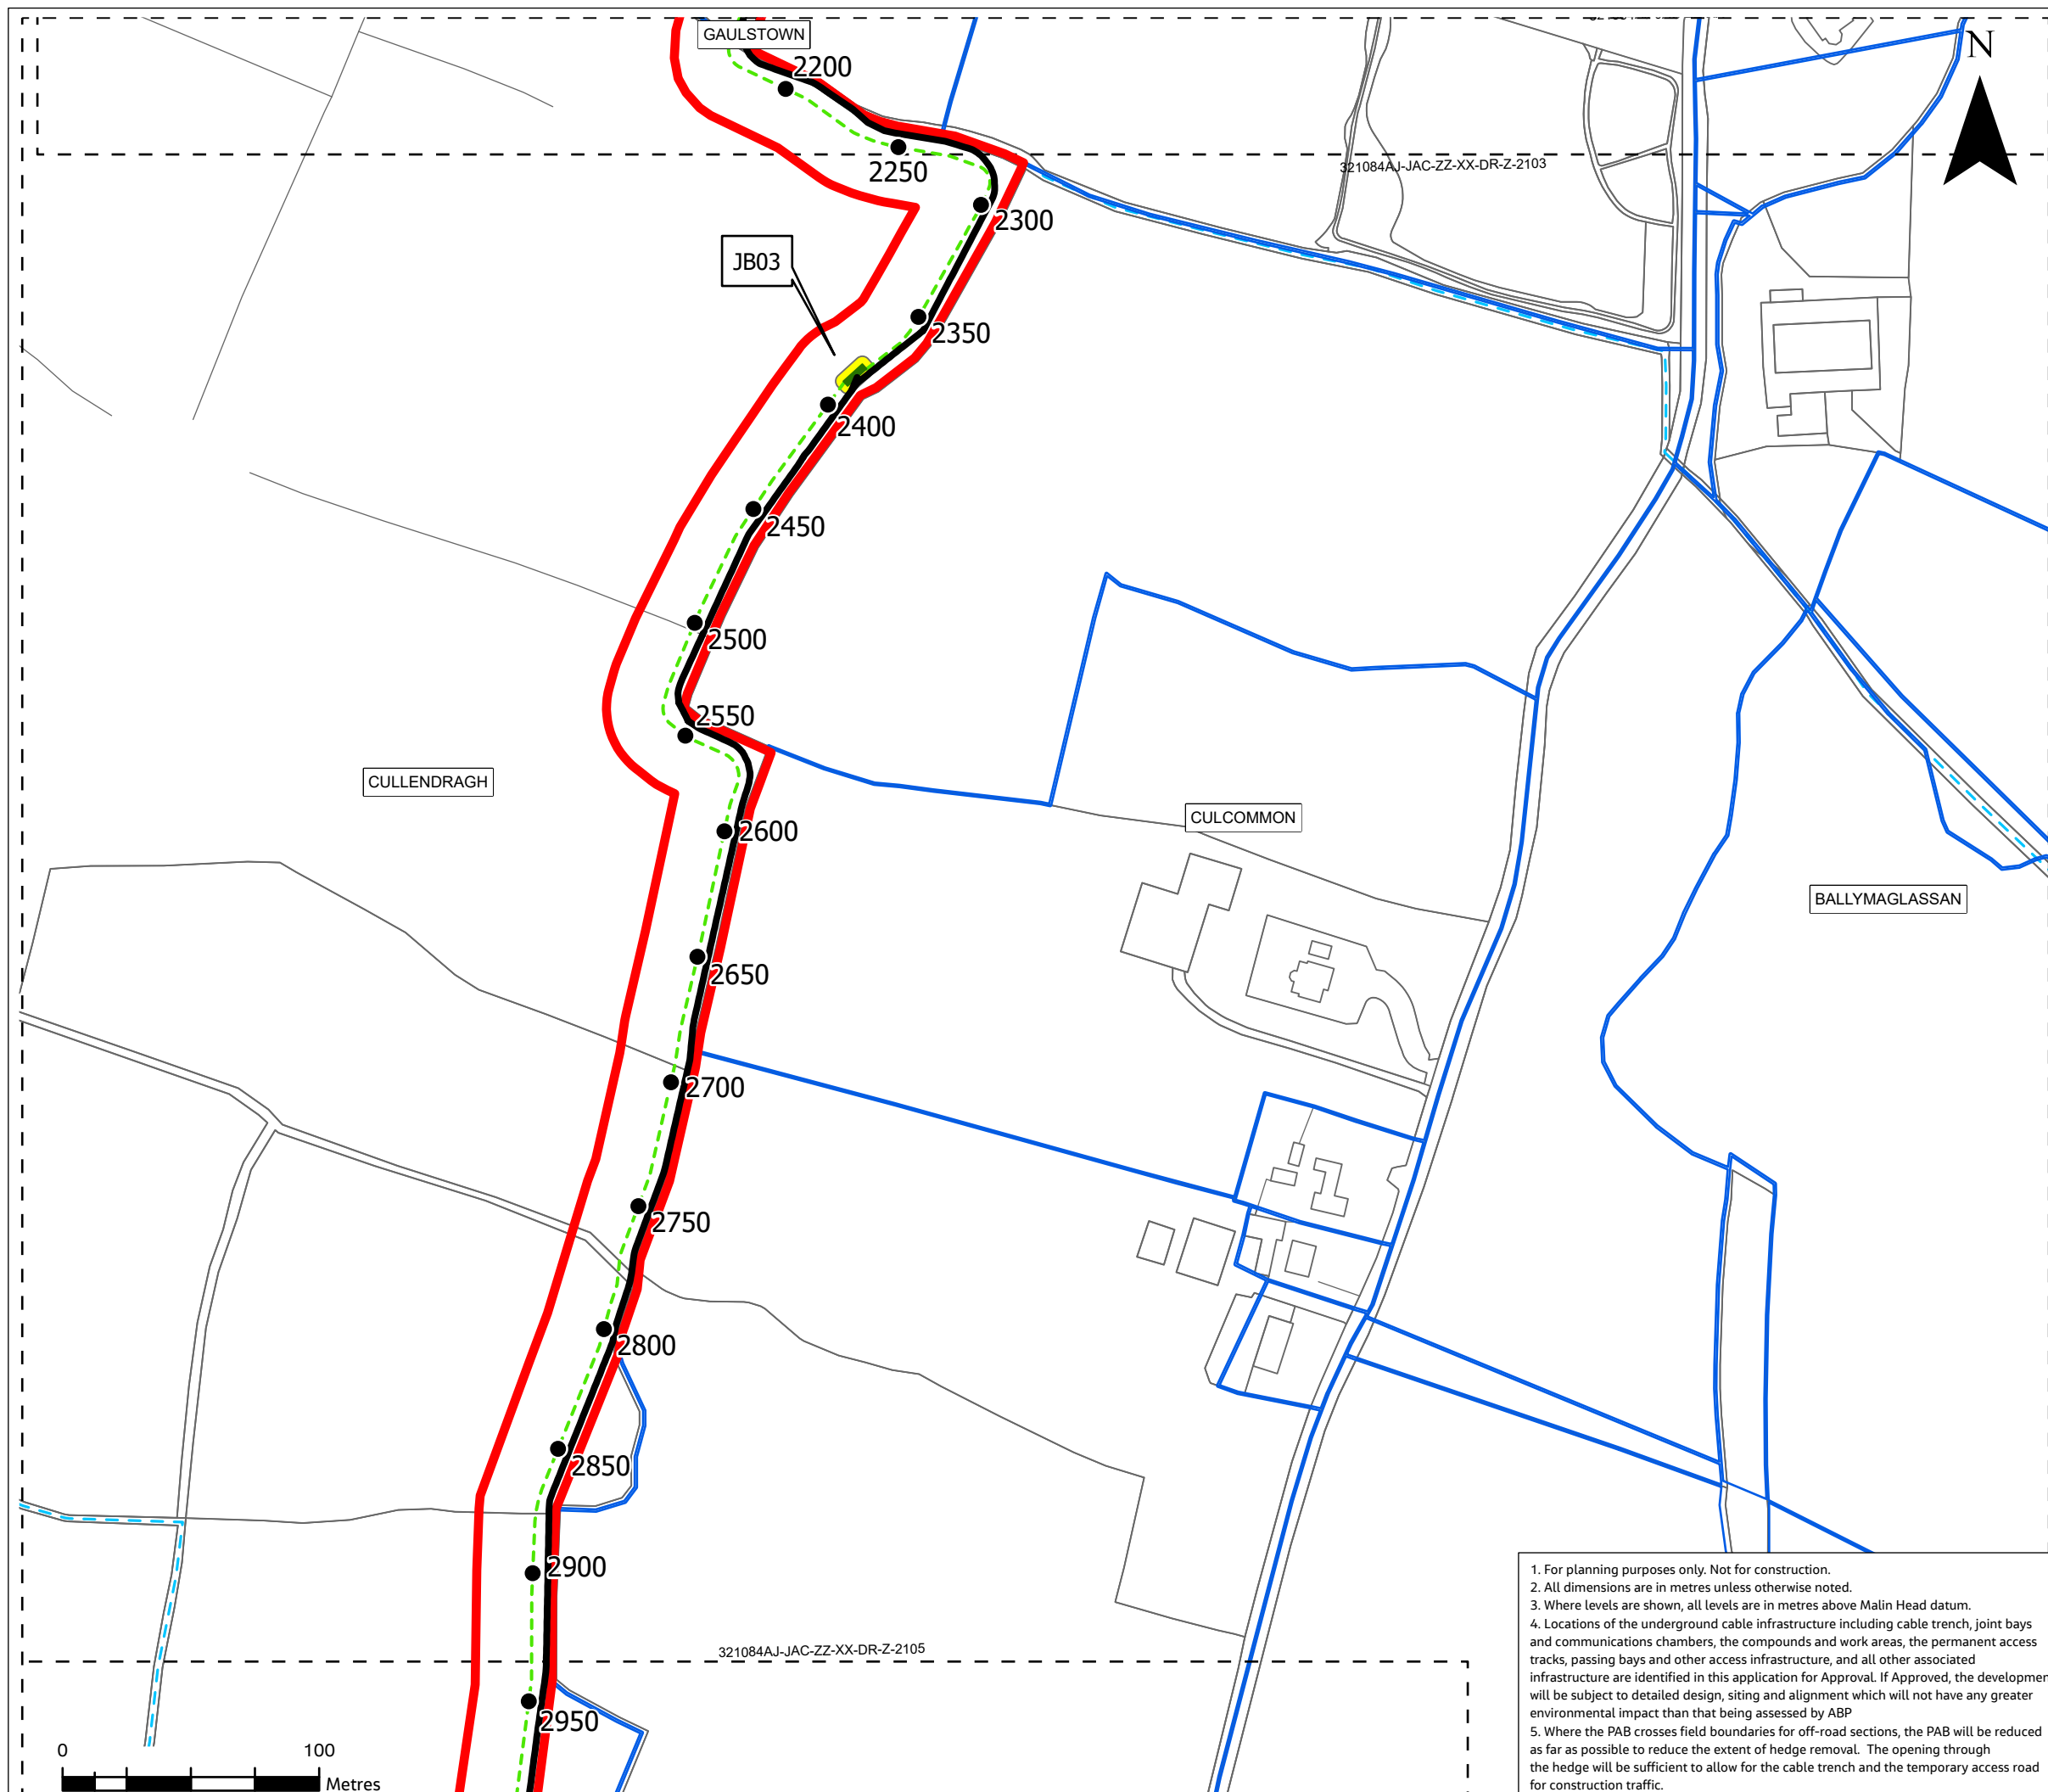 GAULSTOWN
N
2200
2250
321084AJ-JAC-ZZ-XX-DR-Z-2103
2300
JB03
2350
2400
2450
2500
2550
CULLENDRAGH
CULCOMMON
2600
BALLYMAGLASSAN
2650
2700
2750
2800
2850
2900
321084AJ-JAC-ZZ-XX-DR-Z-2105
2950
0 100
Metres
1. For planning purposes only. Not for construction.
2. All dimensions are in metres unless otherwise noted.
3. Where levels are shown, all levels are in metres above Malin Head datum.
4. Locations of the underground cable infrastructure including cable trench, joint bays
and communications chambers, the compounds and work areas, the permanent access
tracks, passing bays and other access infrastructure, and all other associated
infrastructure are identified in this application for Approval. If Approved, the developmen
will be subject to detailed design, siting and alignment which will not have any greater
environmental impact than that being assessed by ABP
5. Where the PAB crosses field boundaries for off-road sections, the PAB will be reduced
as far as possible to reduce the extent of hedge removal. The opening through
the hedge will be sufficient to allow for the cable trench and the temporary access road
for construction traffic.